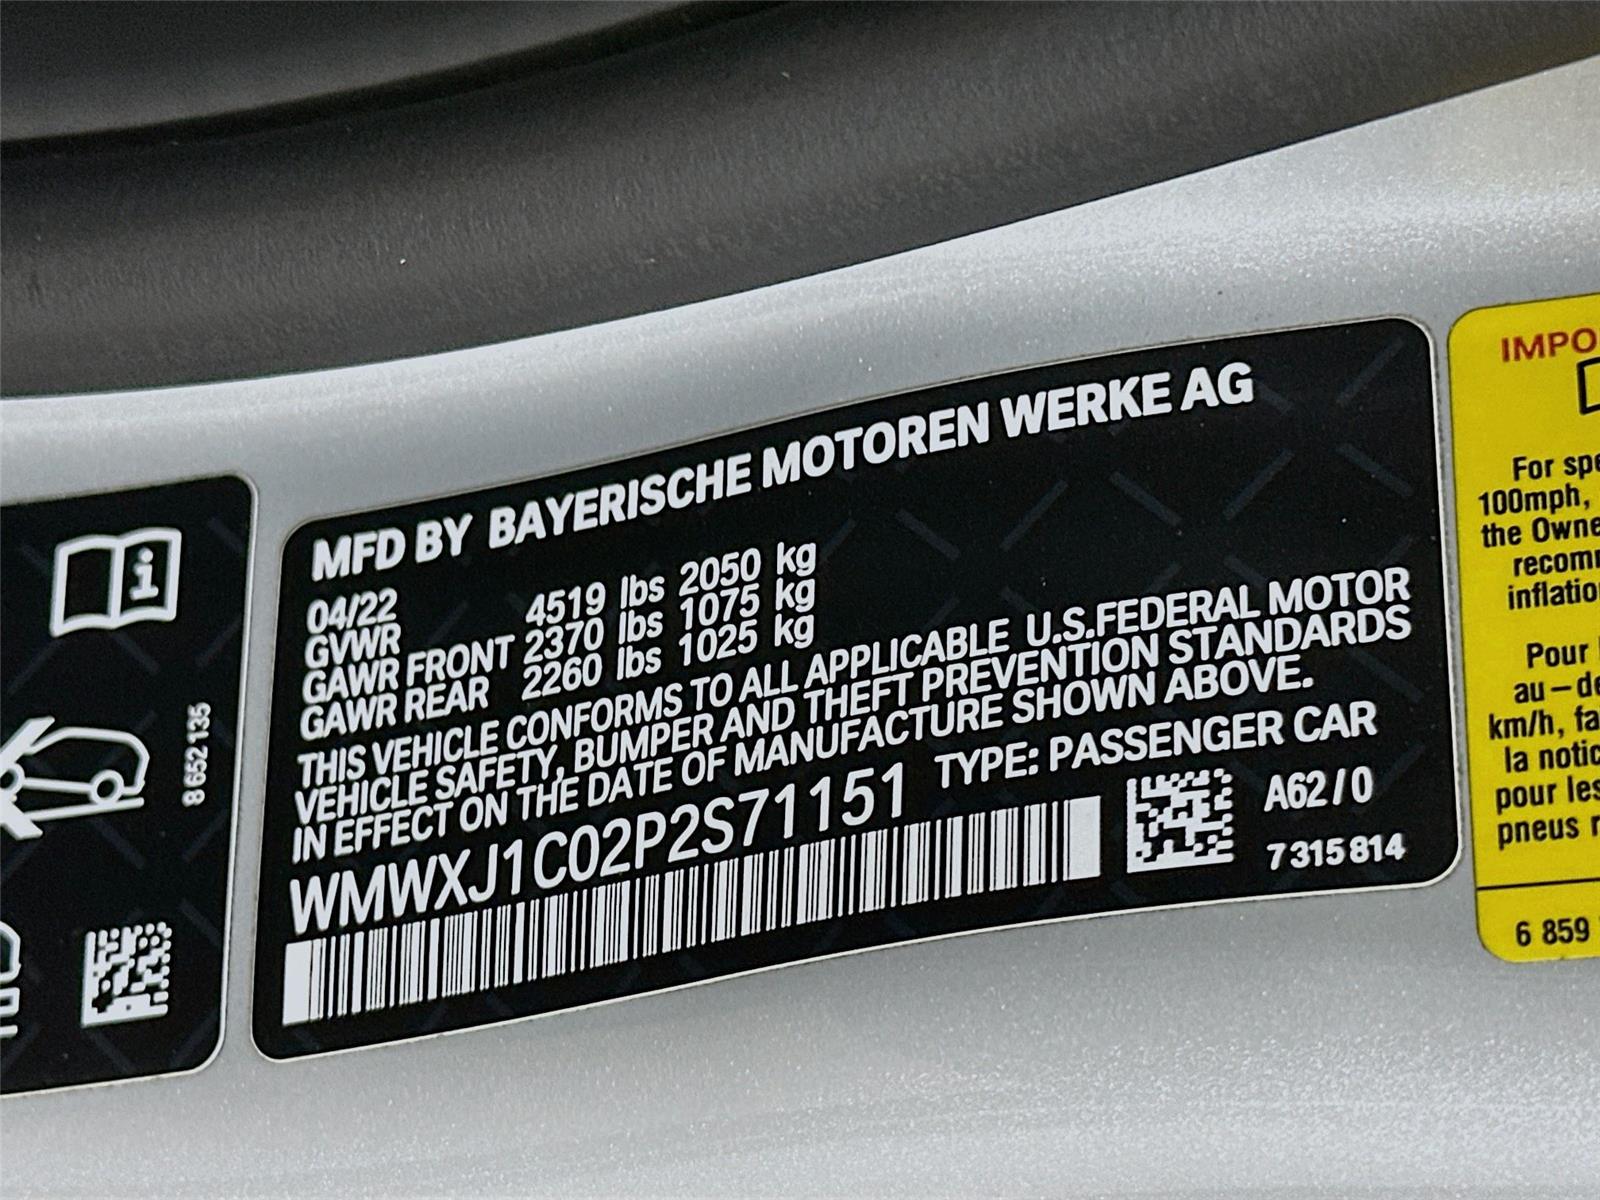 MFD BY BAYERISCHE MOTOREN WERKE AG
04/22
GVWR 4519 lbs 2050 kg
GAWR FRONT 2370 lbs 1075 kg
GAWR REAR 2260 lbs 1025 kg
THIS VEHICLE CONFORMS TO ALL APPLICABLE U.S.FEDERAL MOTOR
VEHICLE SAFETY, BUMPER AND THEFT PREVENTION STANDARDS
IN EFFECT ON THE DATE OF MANUFACTURE SHOWN ABOVE.
WMWXJ1C02P2S71151 TYPE: PASSENGER CAR
A62/0
7315814
8652135
IMPO
For spe
100mph,
the Owne
recomm
inflatio
Pour
au-de
km/h, fa
la notic
pour les
pneus
6 859